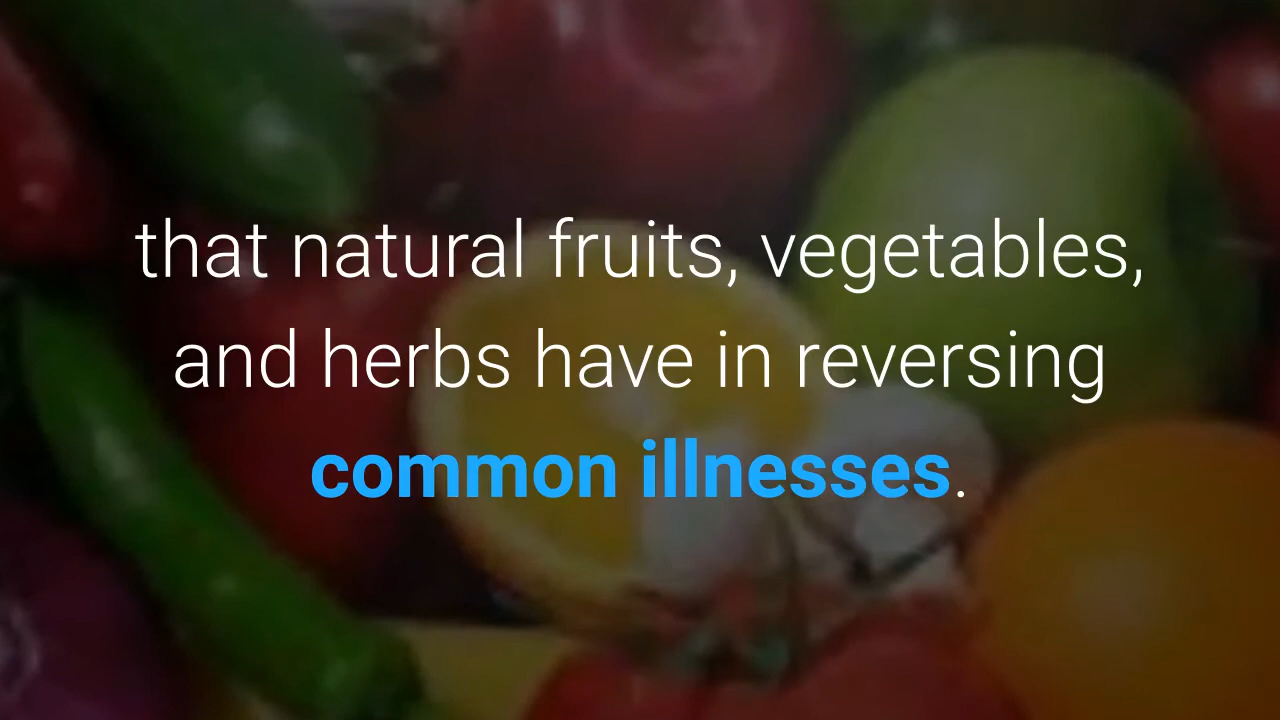 that natural fruits, vegetables,
and herbs have in reversing
common illnesses.